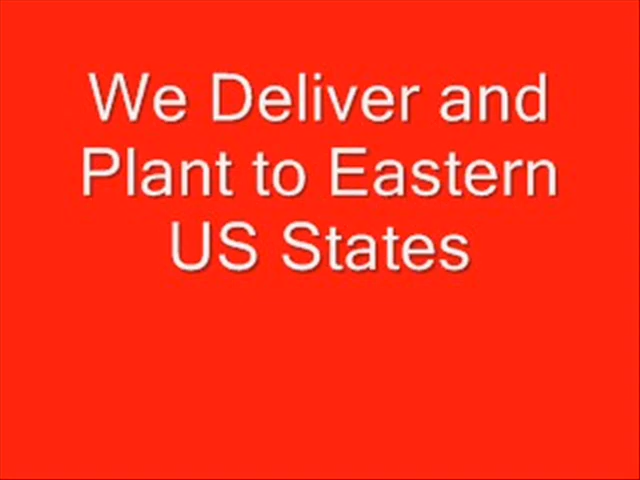 We Deliver and
Plant to Eastern
US States